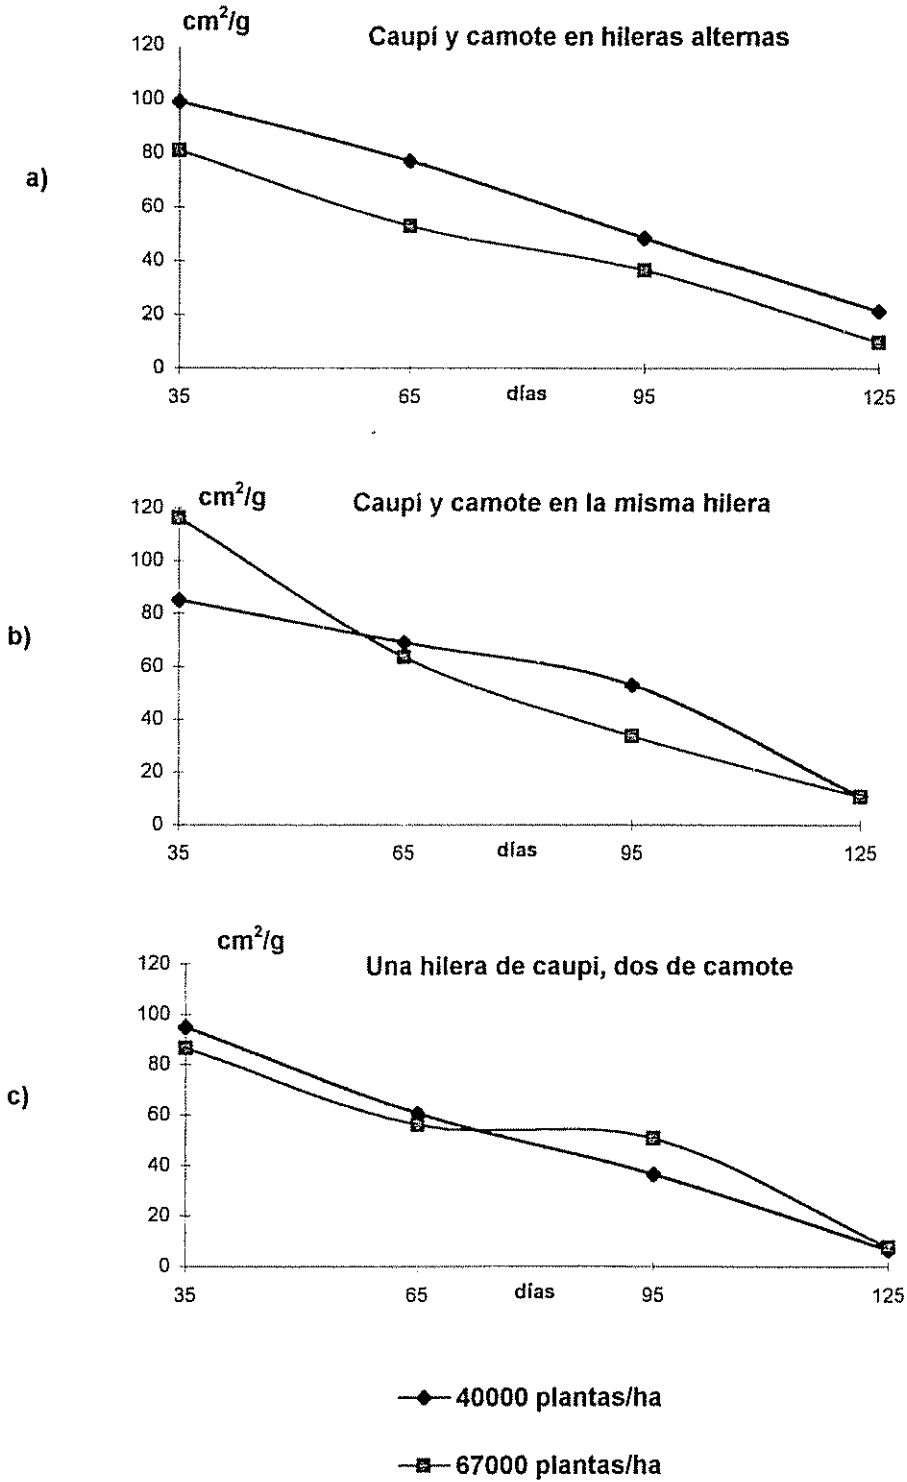 cm²/g
Caupí y camote en hileras alternas
a)
120
100
80
60
40
20
0
35 65 días 95 125
cm²/g
Caupí y camote en la misma hilera
b)
120
100
80
60
40
20
0
35 65 días 95 125
cm²/g
Una hilera de caupi, dos de camote
c)
120
100
80
60
40
20
0
35 65 días 95 125
40000 plantas/ha
67000 plantas/ha